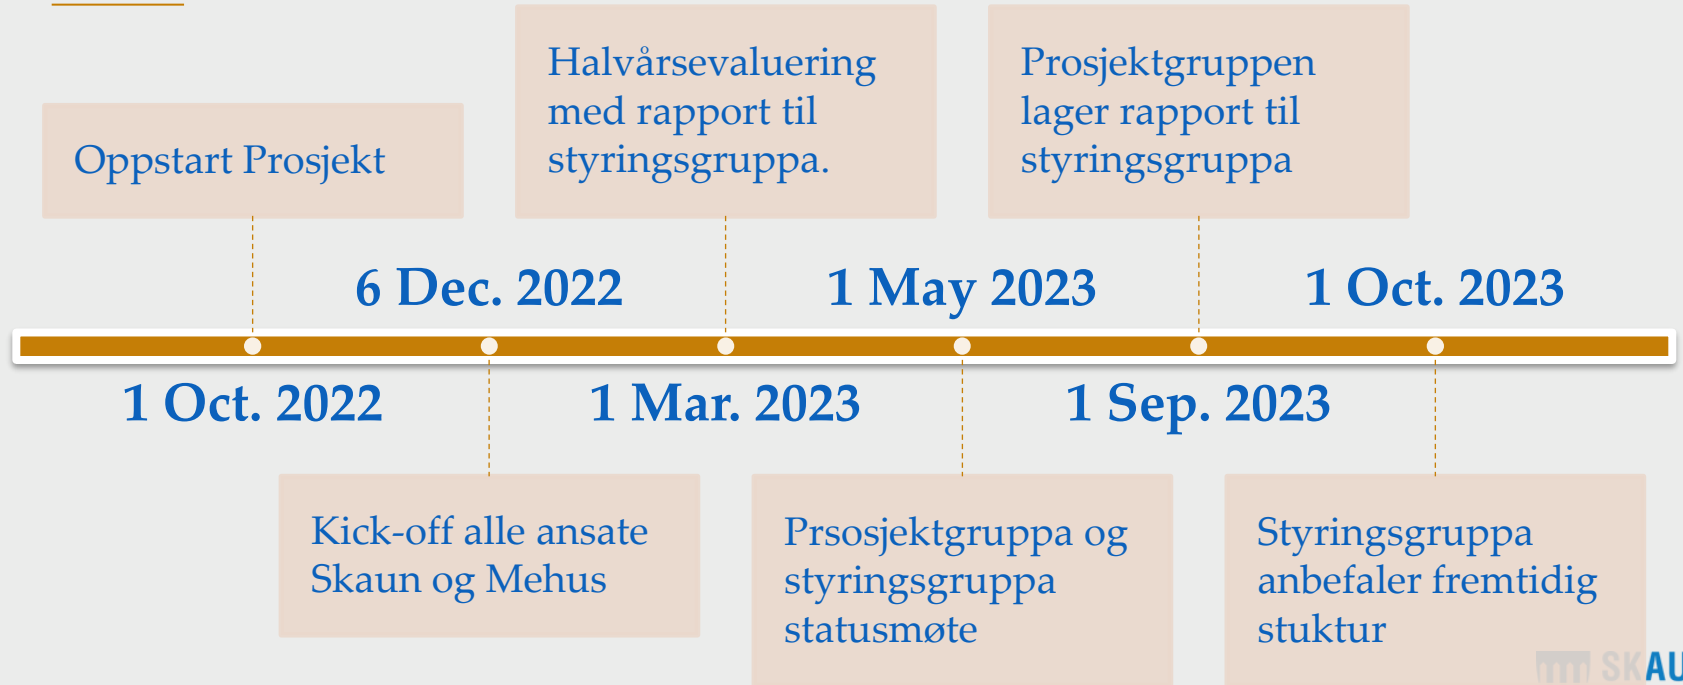 Oppstart Prosjekt
1 Oct. 2022
6 Dec. 2022
Kick-off alle ansate
Skaun og Mehus
Halvårsevaluering
med rapport til
styringsgruppa.
1 Mar. 2023
1 May 2023
Prsosjektgruppa og
styringsgruppa
statusmøte
Prosjektgruppen
lager rapport til
styringsgruppa
1 Sep. 2023
1 Oct. 2023
Styringsgruppa
anbefaler fremtidig
stuktur
SKAU